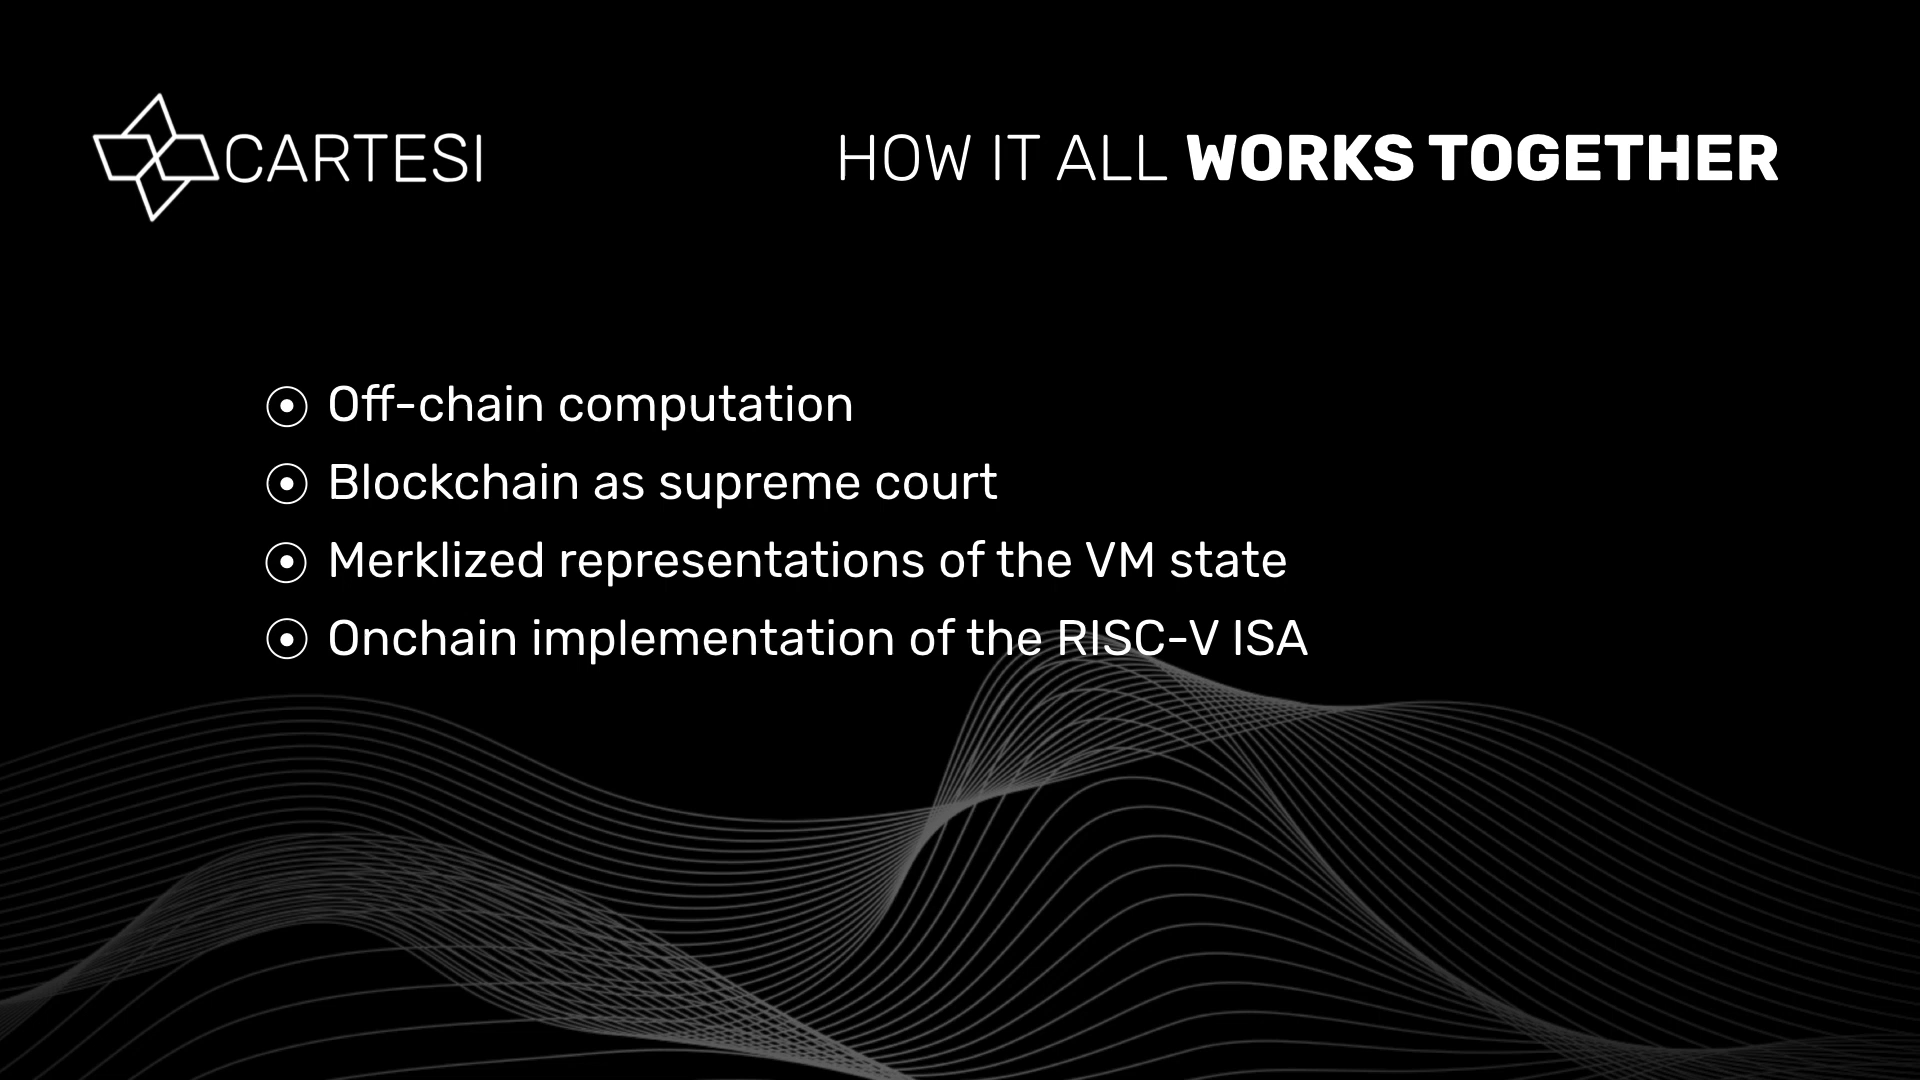 CARTESI
HOW IT ALL WORKS TOGETHER
Off-chain computation
Blockchain as supreme court
Merklized representations of the VM state
Onchain implementation of the RISC-V ISA